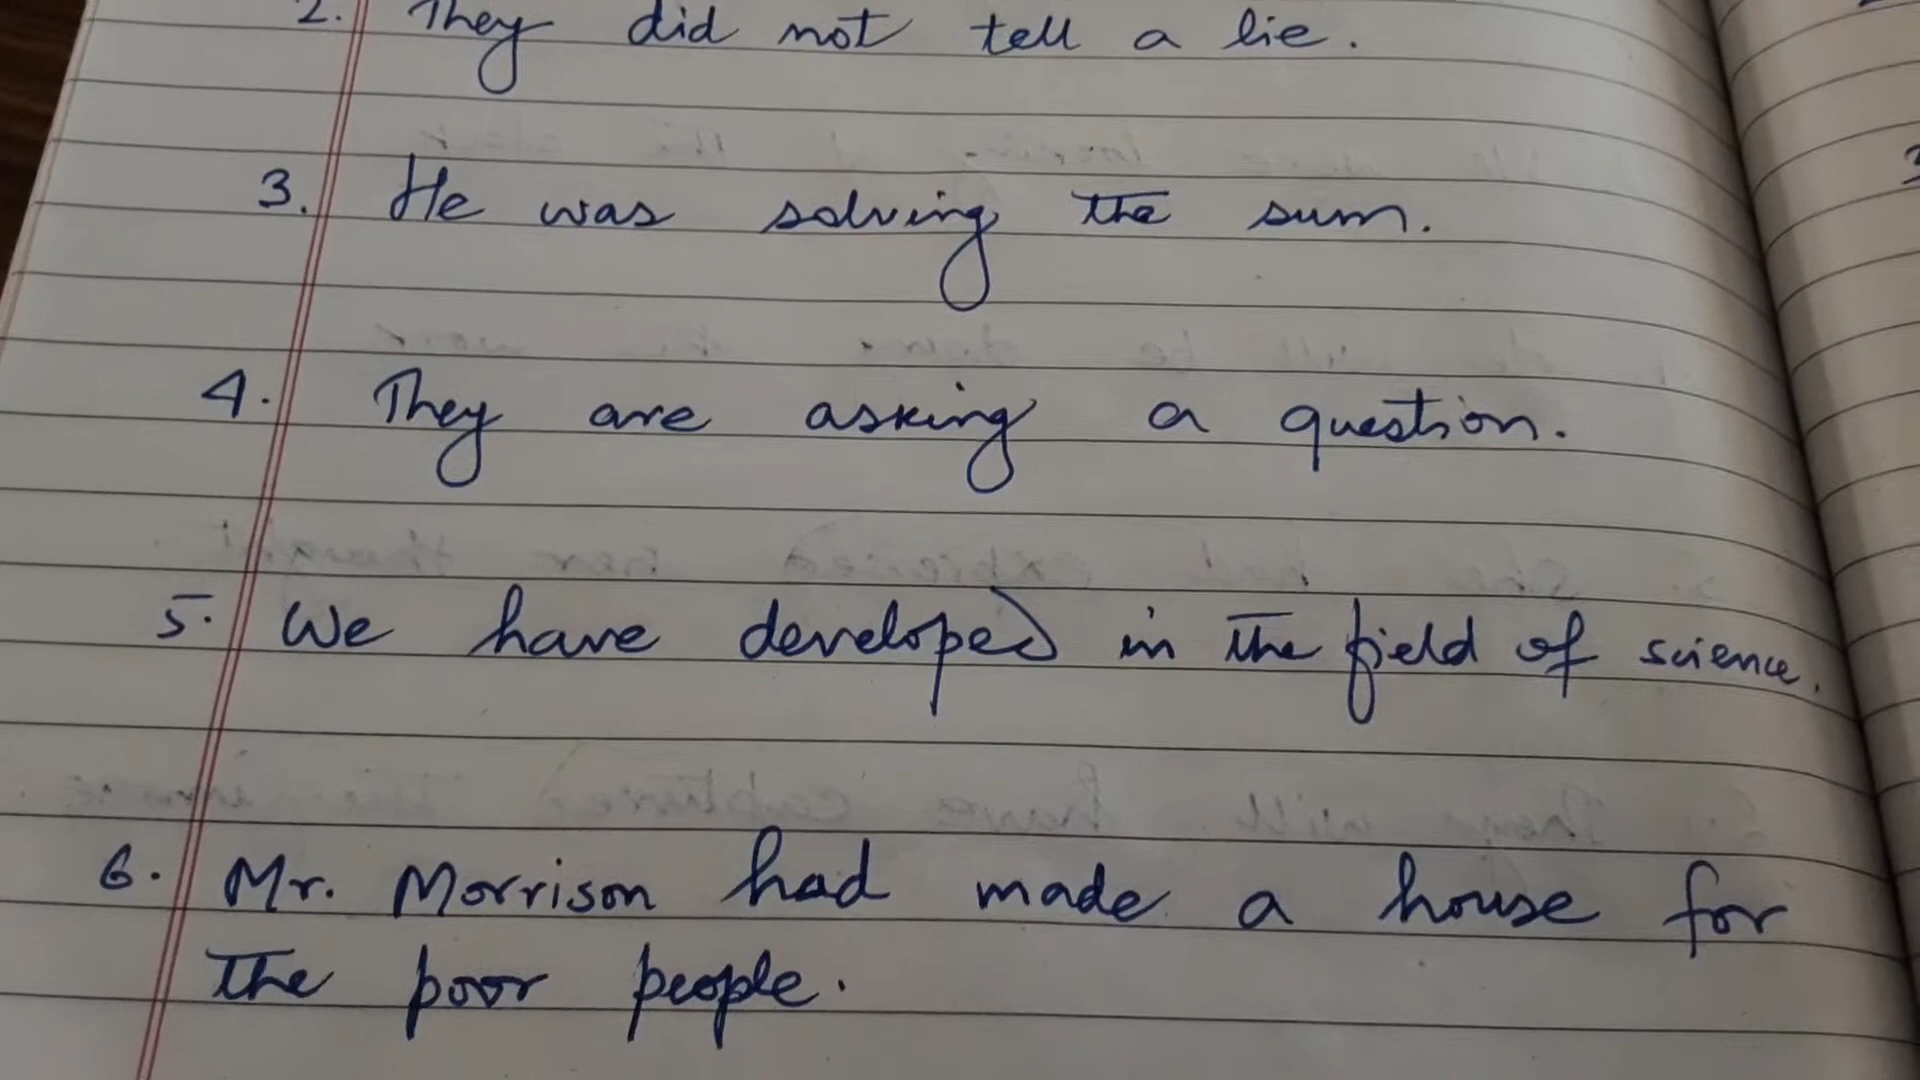 2. They did not tell a lie.
3. He was solving the sum.
4. They are asking a question.
5. We have developed in the field of science.
6. Mr. Morrison had made a house for
the poor people.